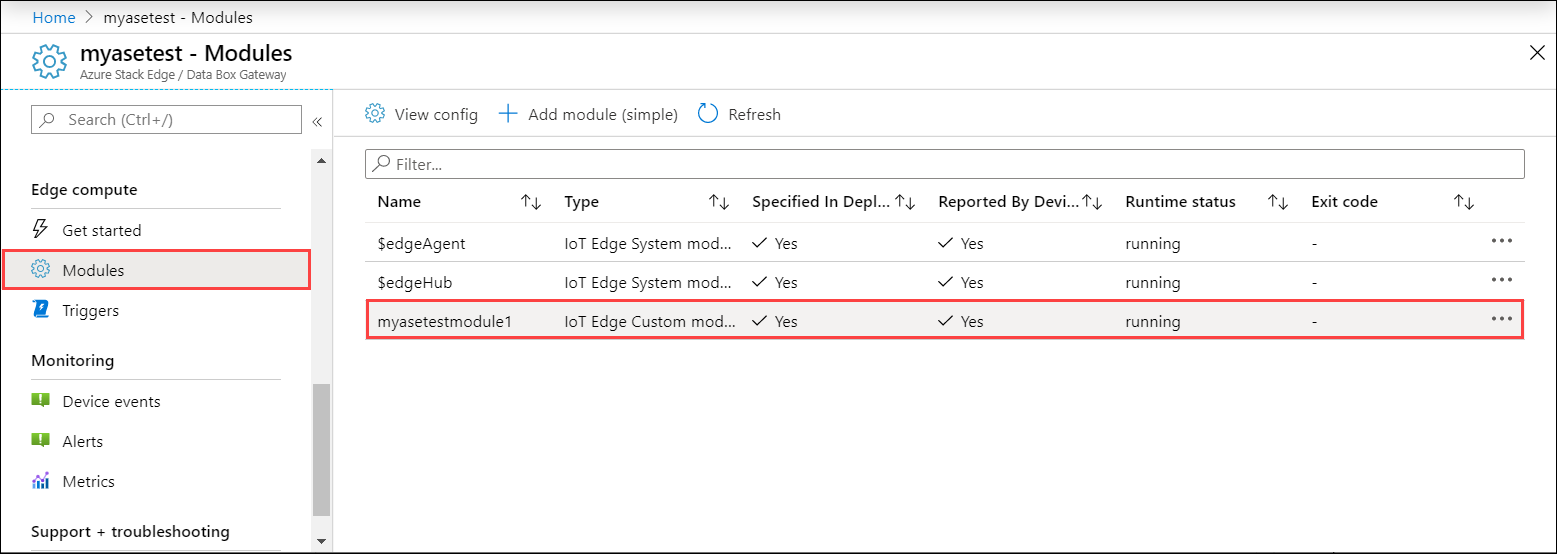 Home > myasetest - Modules
myasetest - Modules
Azure Stack Edge / Data Box Gateway
Search (Ctrl+/)
«
View config
Add module (simple)
Refresh
Edge compute
Get started
Modules
Triggers
Monitoring
Device events
Alerts
Metrics
Support + troubleshooting
Filter...
Name Type Specified In Depl... Reported By Devi... Runtime status Exit code
$edgeAgent IoT Edge System mod... Yes Yes running -
$edgeHub IoT Edge System mod... Yes Yes running -
myasetestmodule1 IoT Edge Custom mod... Yes Yes running -